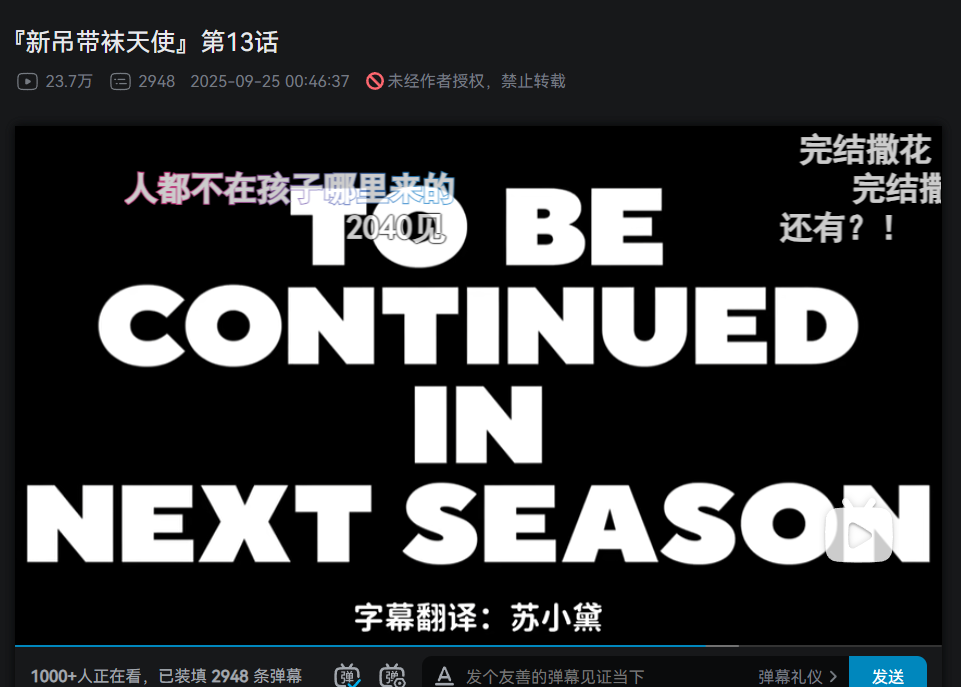 『新吊带袜天使』第13话
23.7万 2948 2025-09-25 00:46:37 未经作者授权，禁止转载
完结撒花
人都不在孩子哪里来的
完结撒
2040见
还有？！
TO BE
CONTINUED
IN
NEXT SEASON
字幕翻译：苏小黛
1000+人正在看，已装填 2948 条弹幕 弹 弹 A 发个友善的弹幕见证当下 弹幕礼仪 发送